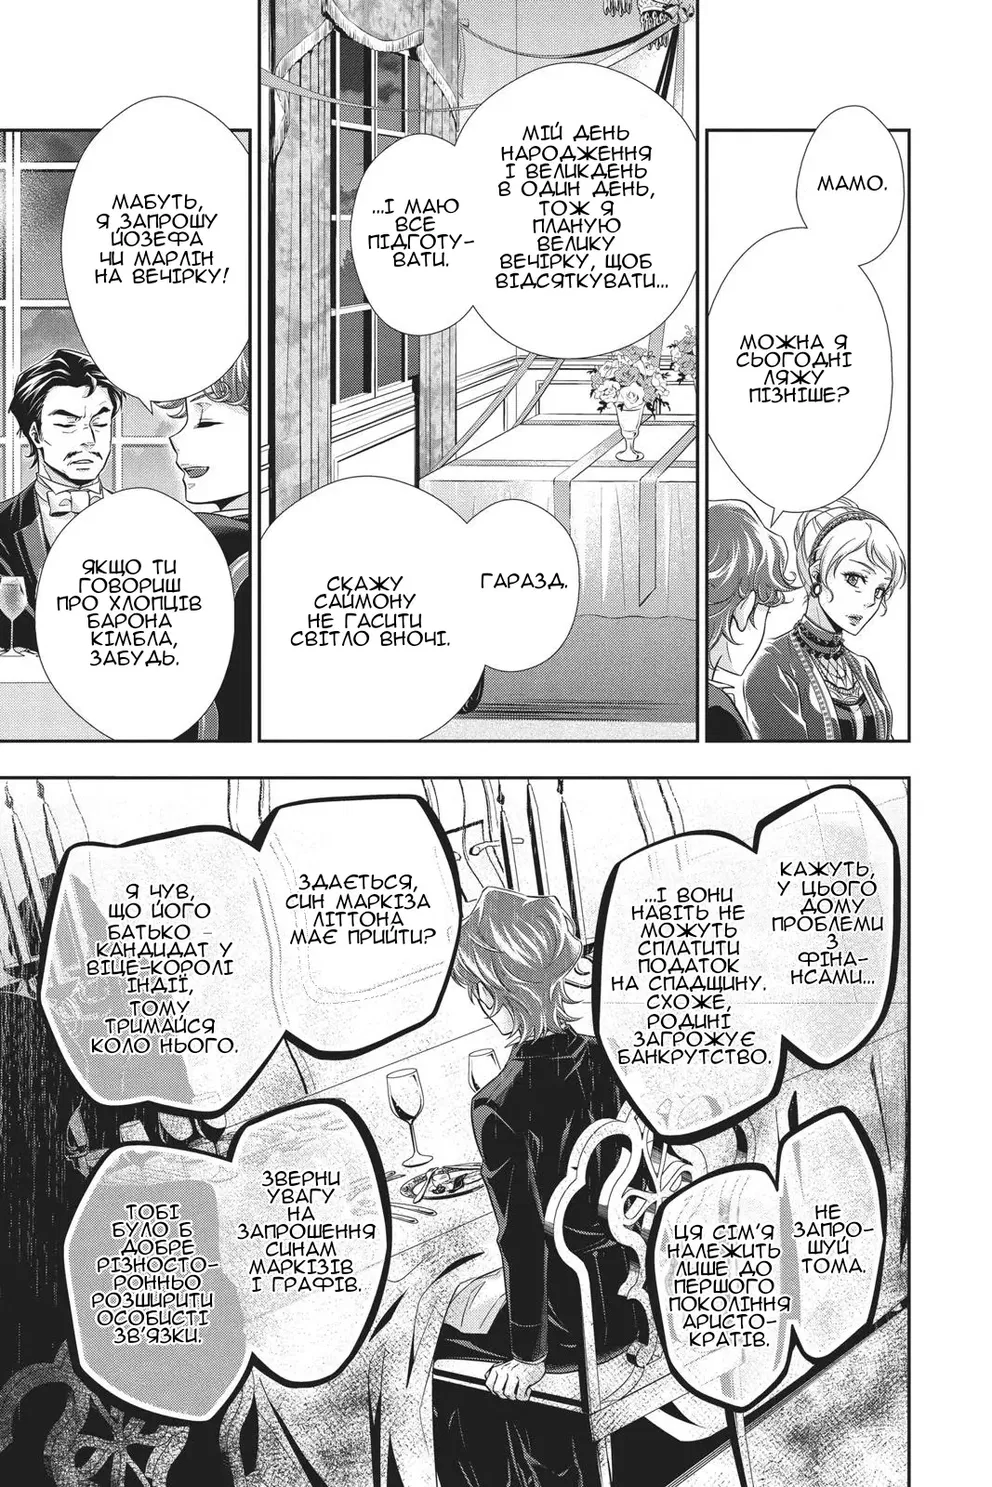 МАМО.
МОЖНА Я
СЬОГОДНІ
ЛЯЖУ
ПІЗНІШЕ?
МІЙ ДЕНЬ
НАРОДЖЕННЯ
І ВЕЛИКДЕНЬ
В ОДИН ДЕНЬ,
ТОЖ Я
ПЛАНУЮ
ВЕЛИКУ
ВЕЧІРКУ, ЩОБ
ВІДСЯТКУВАТИ...
...І МАЮ
ВСЕ
ПІДГОТУ-
ВАТИ.
ГАРАЗД.
СКАЖУ
САЙМОНУ
НЕ ГАСИТИ
СВІТЛО ВНОЧІ.
МАБУТЬ,
Я ЗАПРОШУ
ЙОЗЕФА
ЧИ МАРЛІН
НА ВЕЧІРКУ!
ЯКЩО ТИ
ГОВОРИШ
ПРО ХЛОПЦІВ
БАРОНА
КІМБЛА,
ЗАБУДЬ.
КАЖУТЬ,
У ЦЬОГО
ДОМУ
ПРОБЛЕМИ
З
ФІНА-
НСАМИ...
...І ВОНИ
НАВІТЬ НЕ
МОЖУТЬ
СПЛАТИТИ
ПОДАТОК
НА СПАДЩИНУ.
СХОЖЕ,
РОДИНІ
ЗАГРОЖУЄ
БАНКРУТСТВО.
НЕ
ЗАПРО-
ШУЙ
ТОМА.
ЦЯ СІМ'Я
НАЛЕЖИТЬ
ЛИШЕ ДО
ПЕРШОГО
ПОКОЛІННЯ
АРИСТО-
КРАТІВ.
ЗДАЄТЬСЯ,
СИН МАРКІЗА
ЛІТТОНА
МАЄ ПРИЙТИ?
Я ЧУВ,
ЩО ЙОГО
БАТЬКО -
КАНДИДАТ У
ВІЦЕ-КОРОЛІ
ІНДІЇ,
ТОМУ
ТРИМАЙСЯ
КОЛО НЬОГО.
ЗВЕРНИ
УВАГУ
НА
ЗАПРОШЕННЯ
СИНАМ
МАРКІЗІВ
І ГРАФІВ.
ТОБІ
БУЛО Б
ДОБРЕ
РІЗНОСТО-
РОННЬО
РОЗШИРИТИ
ОСОБИСТІ
ЗВ'ЯЗКИ.